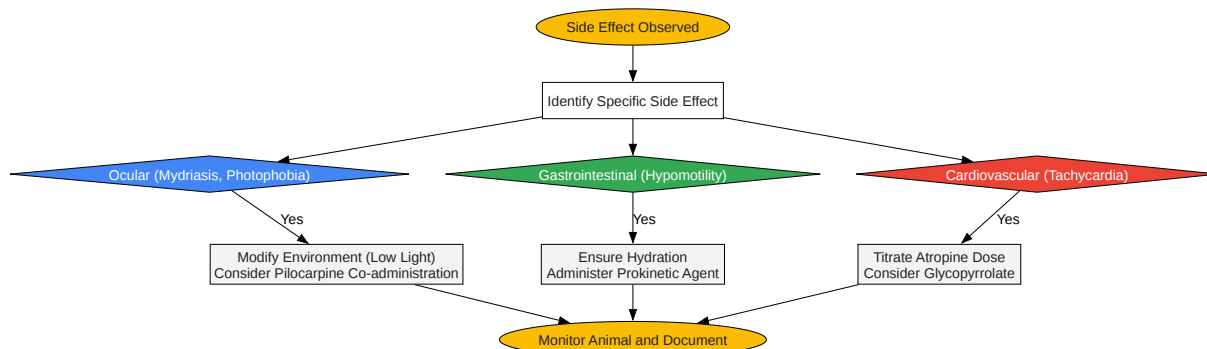 Side Effect Observed
Identify Specific Side Effect
Ocular (Mydriasis, Photophobia)
Gastrointestinal (Hypomotility)
Cardiovascular (Tachycardia)
Yes
Yes
Yes
Modify Environment (Low Light)
Consider Pilocarpine Co-administration
Ensure Hydration
Administer Prokinetic Agent
Titrate Atropine Dose
Consider Glycopyrrolate
Monitor Animal and Document